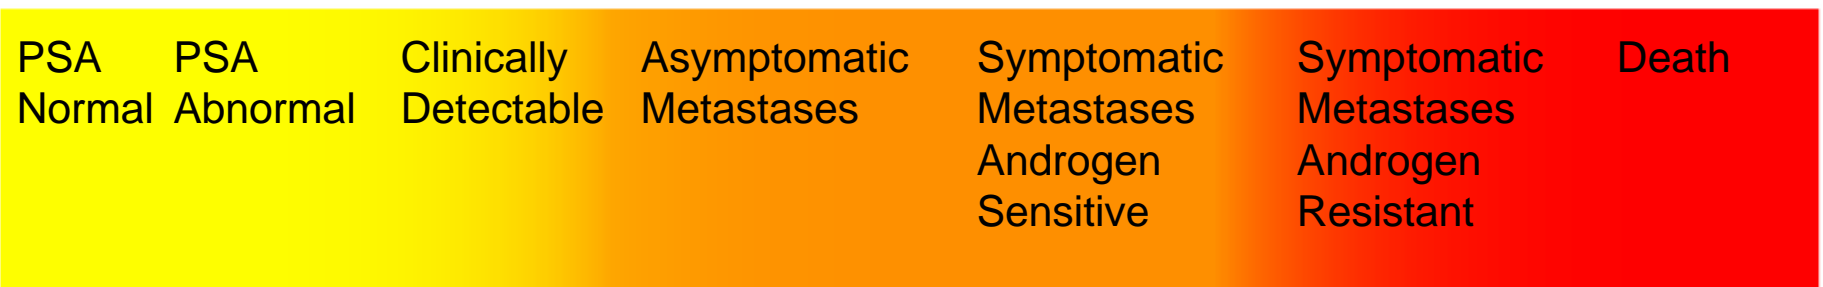 PSA Normal
PSA Abnormal
Clinically Detectable
Asymptomatic Metastases
Symptomatic Metastases Androgen Sensitive
Symptomatic Metastases Androgen Resistant
Death